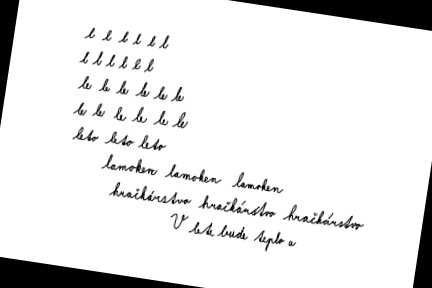 l l l l l l
l l l l l l
le le le le le le
le le le le le le
leto leto leto
lamoken lamoken lamoken
hračkárstvo hračkárstvo hračkárstvo
V lete bude teplo a